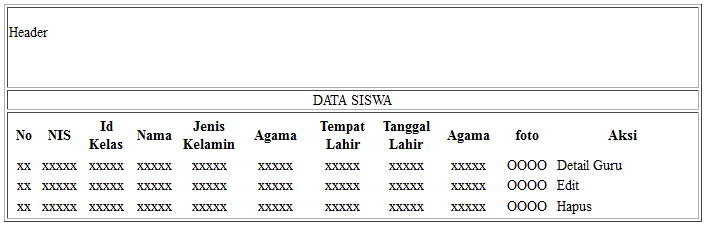 Header
DATA SISWA
No NIS Id Kelas Nama Jenis Kelamin Agama Tempat Lahir Tanggal Lahir Agama foto Aksi
xx xxxxx xxxxx xxxxx xxxxx xxxxx xxxxx xxxxx xxxxx OOOO Detail Guru
xx xxxxx xxxxx xxxxx xxxxx xxxxx xxxxx xxxxx xxxxx OOOO Edit
xx xxxxx xxxxx xxxxx xxxxx xxxxx xxxxx xxxxx xxxxx OOOO Hapus